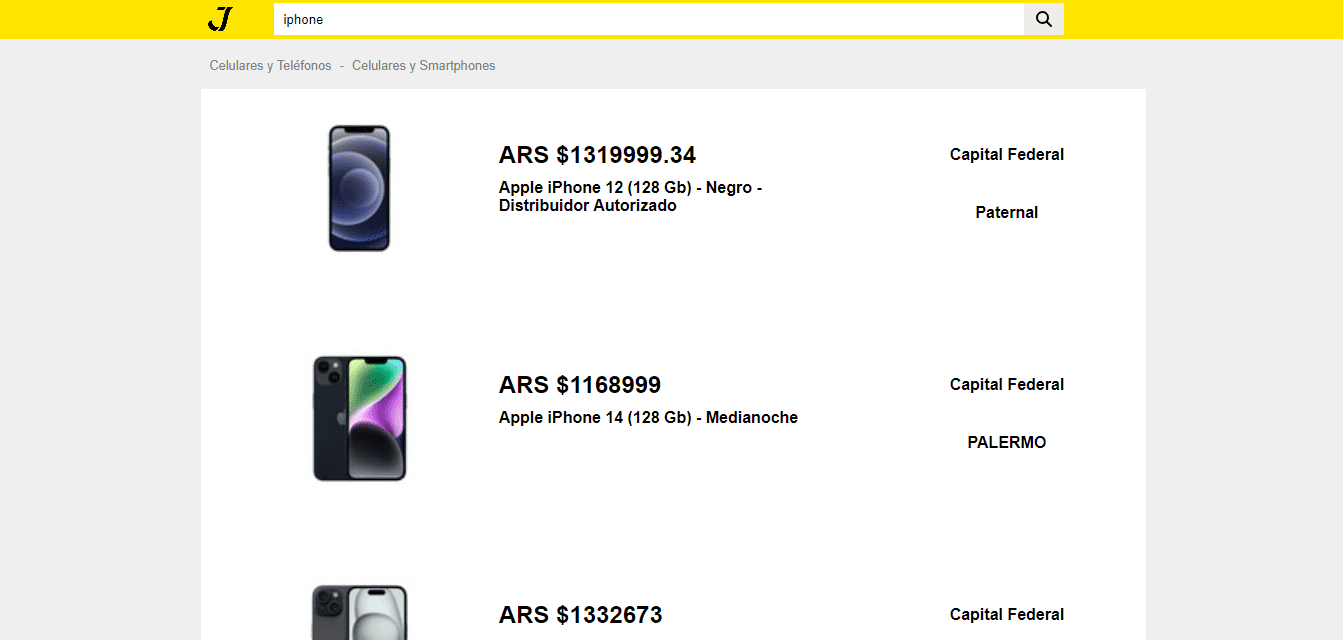 J
iphone
Celulares y Teléfonos - Celulares y Smartphones
ARS $1319999.34
Capital Federal
Apple iPhone 12 (128 Gb) - Negro -
Distribuidor Autorizado
Paternal
ARS $1168999
Capital Federal
Apple iPhone 14 (128 Gb) - Medianoche
PALERMO
ARS $1332673
Capital Federal